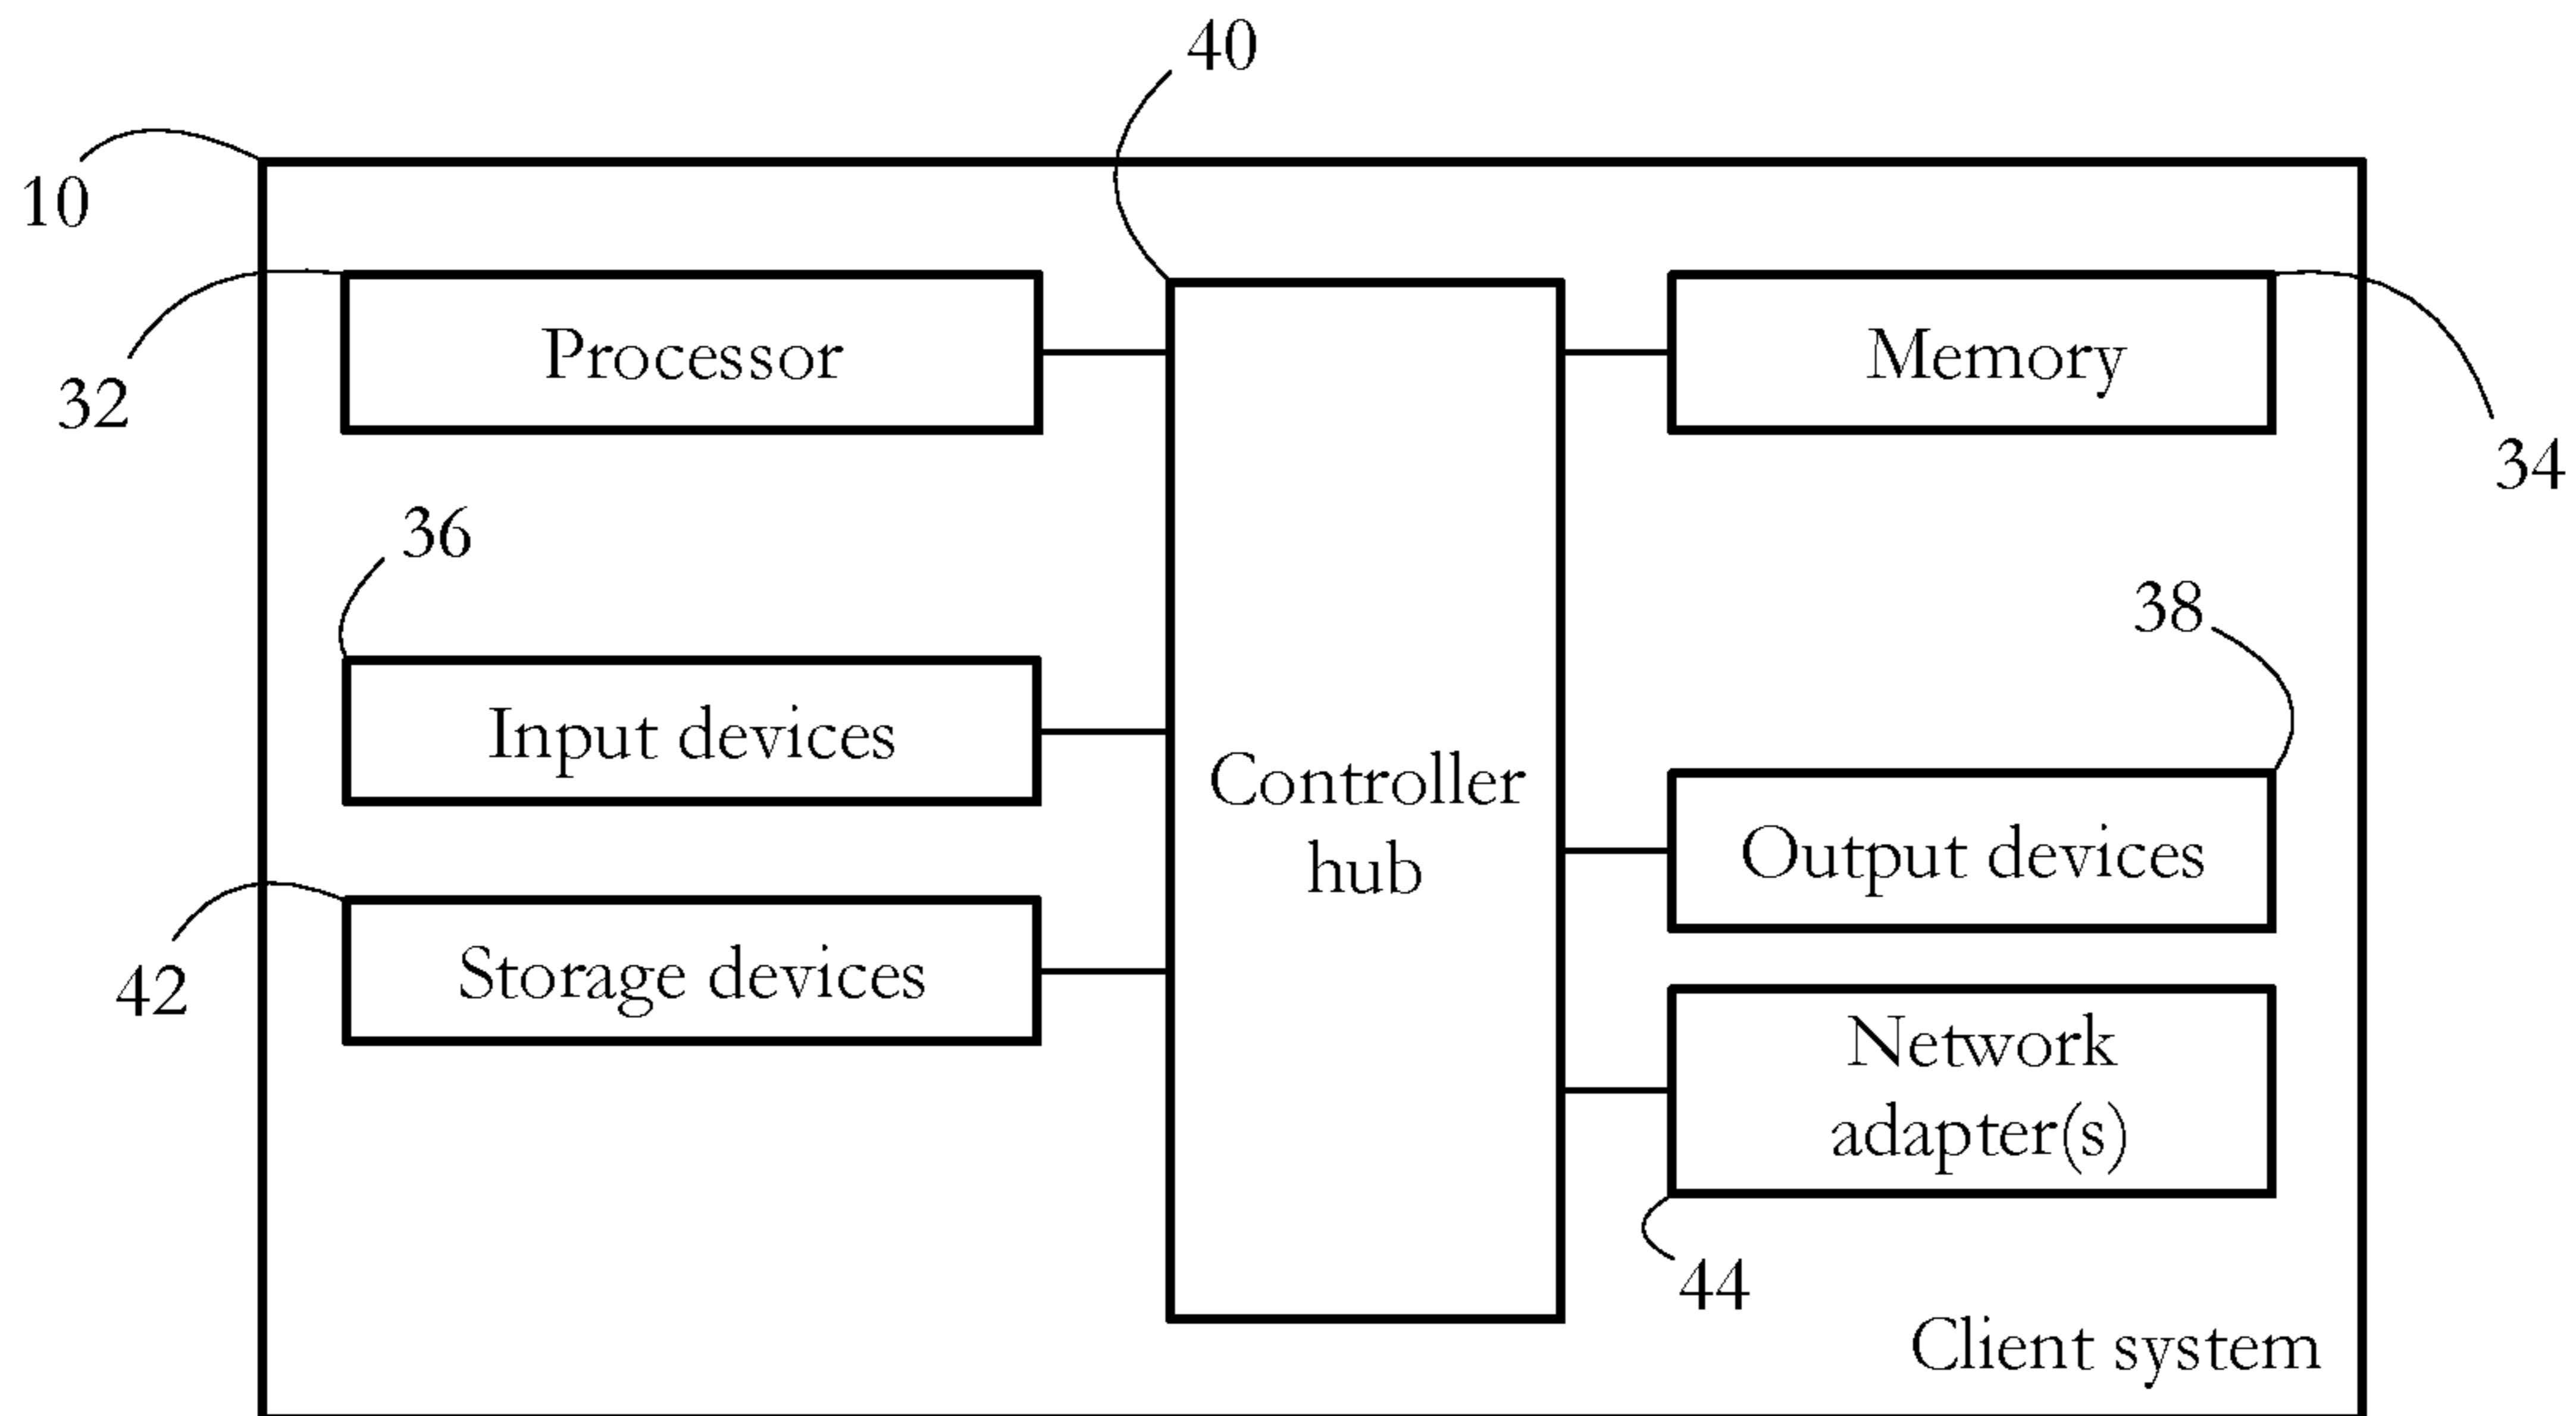 40
10
32
Processor
Memory
34
36
38
Input devices
Controller
hub
Output devices
42
Storage devices
Network
adapter(s)
44
Client system